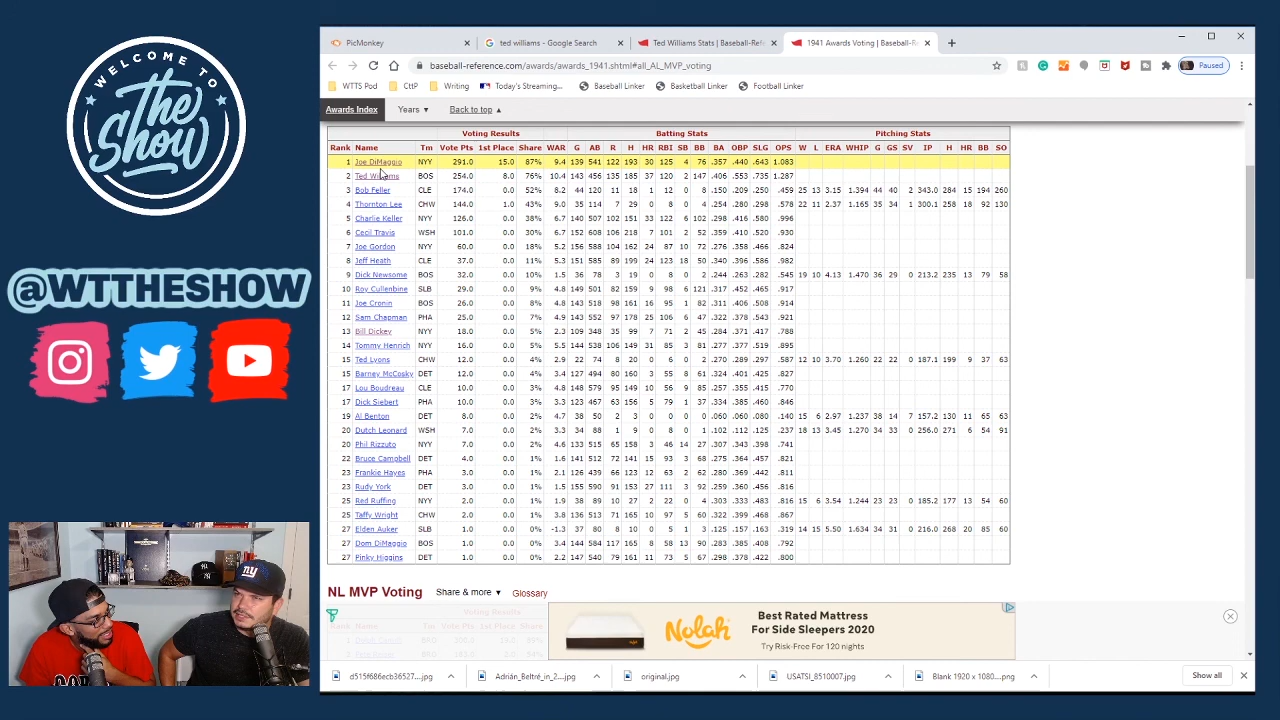 WELCOME TO
the Show
@WTTHESHOW
PicMonkey
ted williams - Google Search
Ted Williams Stats | Baseball-Refe
1941 Awards Voting | Baseball-Re
baseball-reference.com/awards/awards_1941.shtml#all_AL_MVP_voting
Paused
WTTS Pod CttP Writing Today's Streaming... Baseball Linker Basketball Linker Football Linker
Awards Index Years ▼ Back to top ▲
Voting Results Batting Stats Pitching Stats
Rank Name Tm Vote Pts 1st Place Share WAR G AB R H HR RBI SB BB BA OBP SLG OPS W L ERA WHIP G GS SV IP H HR BB SO
1 Joe DiMaggio NYY 291.0 15.0 87% 9.4 139 541 122 193 30 125 4 76 .357 .440 .643 1.083
2 Ted Williams BOS 254.0 8.0 76% 143 456 135 185 37 120 2 147 .406 .553 .735 1.287
3 Bob Feller CLE 174.0 0.0 52% 8.2 44 120 11 18 1 12 0 8 .150 .209 .250 .459 22 13 3.15 1.394 44 40 2 343.0 284 15 194 260
4 Thornton Lee CHW 144.0 1.0 43% 9.0 35 114 7 29 0 8 0 4 .254 .280 .298 .578 22 11 2.37 1.165 35 34 1 300.1 258 18 92 130
5 Charlie Keller NYY 126.0 0.0 38% 6.7 140 507 102 151 33 122 6 102 .298 .416 .580 .996
6 Cecil Travis WSH 101.0 0.0 30% 6.2 152 608 106 218 7 101 2 52 .359 .410 .520 .930
7 Joe Gordon NYY 60.0 0.0 18% 5.2 156 588 104 162 24 87 10 72 .276 .358 .466 .824
8 Jeff Heath CLE 37.0 0.0 11% 5.3 151 585 89 199 24 123 18 50 .340 .396 .586 .982
9 Dick Newsome BOS 32.0 0.0 10% 1.5 36 78 3 19 0 8 0 2 .244 .545 19 10 4.13 1.470 36 29 0 213.2 235 13 79 58
10 Roy Cullenbine SLB 29.0 0.0 9% 4.8 149 501 82 159 9 98 6 121 .317 .452 .465 .917
11 Joe Cronin BOS 26.0 0.0 8% 4.3 143 518 98 161 16 95 1 82 .311 .406 .508 .914
12 Sam Chapman PHA 25.0 0.0 7% 4.9 143 552 97 178 25 106 6 47 .322 .378 .543 .921
13 Bill Dickey NYY 18.0 0.0 5% 2.3 109 348 35 99 7 71 2 45 .284 .371 .417 .788
14 Tommy Henrich NYY 16.0 0.0 5% 5.5 144 538 106 149 31 85 3 81 .277 .377 .519 .895
15 Ted Lyons CHW 12.0 0.0 4% 2.9 22 74 8 20 0 6 0 2 .270 .289 .297 .587 12 10 3.70 1.260 22 22 0 187.1 199 9 37 63
15 Barney McCosky DET 12.0 0.0 4% 3.4 127 494 80 160 3 55 8 61 .324 .401 .425 .827
17 Lou Boudreau CLE 10.0 0.0 3% 4.8 148 579 95 149 10 56 9 85 .257 .355 .415 .770
17 Dick Siebert PHA 10.0 0.0 3% 3.3 123 467 63 156 5 79 1 37 .334 .385 .460 .846
19 Al Benton DET 8.0 0.0 2% 4.7 38 50 2 3 0 0 0 0 .060 .060 .080 .140 15 6 2.97 1.237 38 14 7 157.2 130 11 65 63
20 Dutch Leonard WSH 7.0 0.0 2% 3.3 34 88 1 9 0 1 0 1 .102 .112 .125 .237 18 13 3.45 1.270 34 33 0 256.0 271 6 54 91
20 Phil Rizzuto NYY 7.0 0.0 2% 4.6 133 515 65 158 3 46 14 27 .307 .343 .398 .741
22 Bruce Campbell DET 4.0 0.0 1% 1.6 141 512 72 141 15 93 3 68 .275 .364 .457 .821
23 Frankie Hayes PHA 3.0 0.0 1% 2.1 126 439 66 123 12 63 2 62 .280 .369 .442 .811
23 Rudy York DET 3.0 0.0 1% 1.5 155 590 91 153 27 111 3 92 .259 .360 .456 .816
25 Red Ruffing NYY 2.0 0.0 1% 1.9 38 89 10 27 2 22 0 4 .303 .333 .483 .816 15 6 3.54 1.244 23 23 0 185.2 177 13 54 60
25 Taffy Wright CHW 2.0 0.0 1% 3.8 136 513 71 165 10 97 5 60 .322 .399 .468 .867
27 Elden Auker SLB 1.0 0.0 0% -1.3 37 80 8 10 0 5 1 3 .125 .157 .163 .319 14 15 5.50 1.634 34 31 0 216.0 268 20 85 60
27 Dom DiMaggio BOS 1.0 0.0 0% 3.4 144 584 117 165 8 58 13 90 .283 .385 .408 .792
27 Pinky Higgins DET 1.0 0.0 0% 2.2 147 540 79 161 11 73 5 67 .298 .378 .422 .800
NL MVP Voting Share & more ▼ Glossary
Voting Results
Rank Name Tm Vote Pts 1st Place Share
Nolah
Best Rated Mattress
For Side Sleepers 2020
Try Risk-Free For 120 nights
NY
d515f686ecb36527....jpg Adrián_Beltré_in_2....jpg original.jpg USATSI_8510007.jpg Blank 1920 x 1080....png Show all